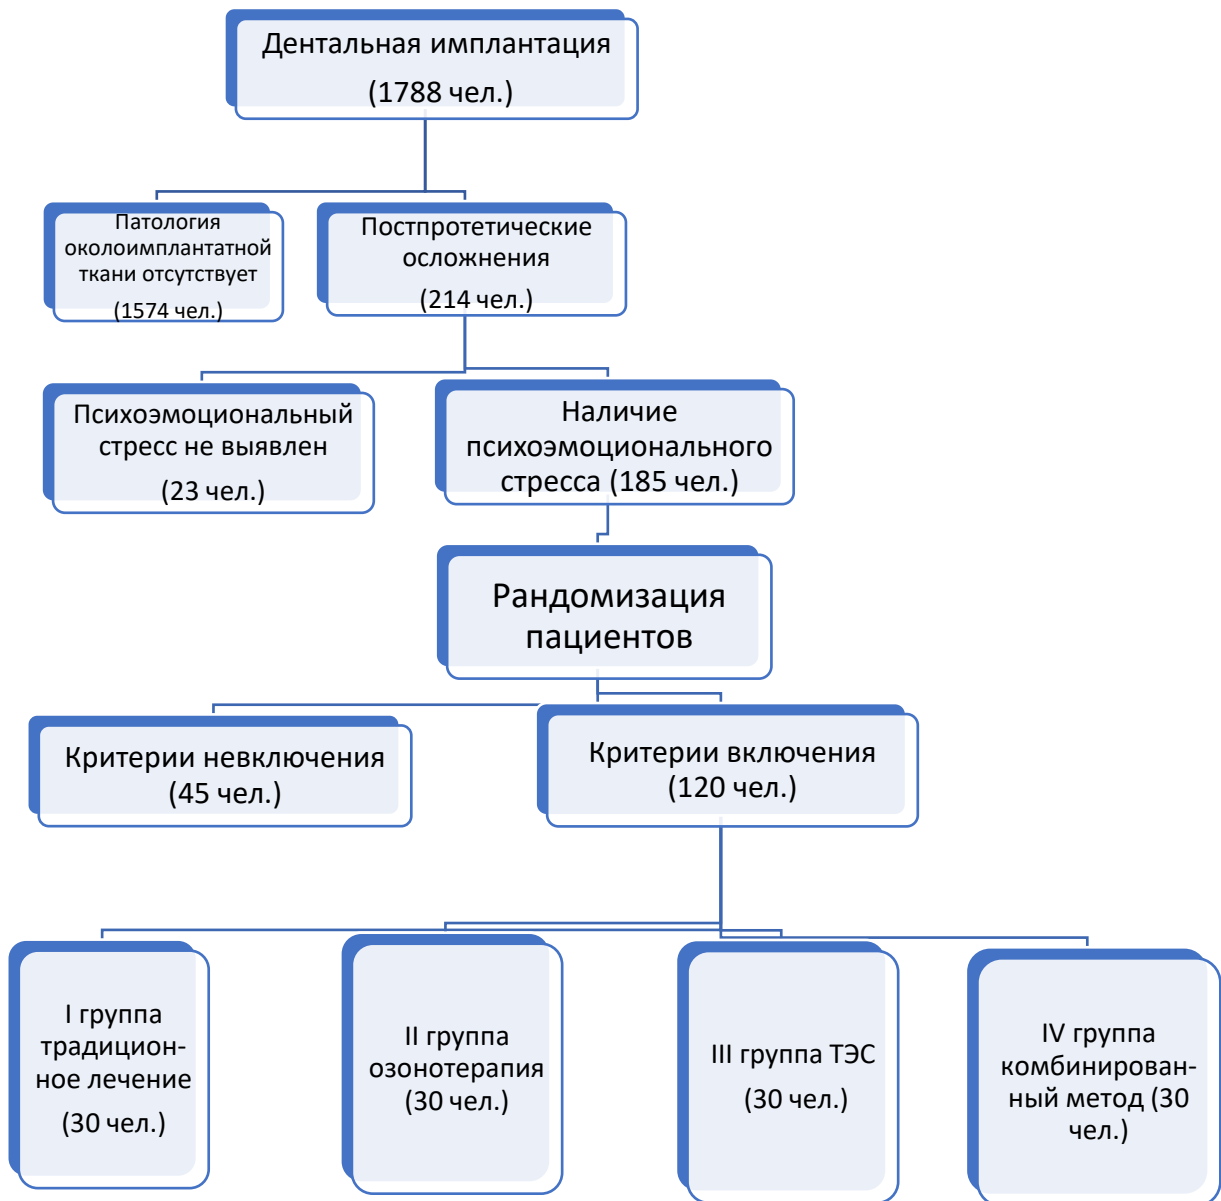 Дентальная имплантация
(1788 чел.)
Патология
околоимплантатной
ткани отсутствует
(1574 чел.)
Постпротетические
осложнения
(214 чел.)
Психоэмоциональный
стресс не выявлен
(23 чел.)
Наличие
психоэмоционального
стресса (185 чел.)
Рандомизация
пациентов
Критерии невключения
(45 чел.)
Критерии включения
(120 чел.)
I группа
традицион-
ное лечение
(30 чел.)
II группа
озонотерапия
(30 чел.)
III группа ТЭС
(30 чел.)
IV группа
комбинирован-
ный метод (30
чел.)